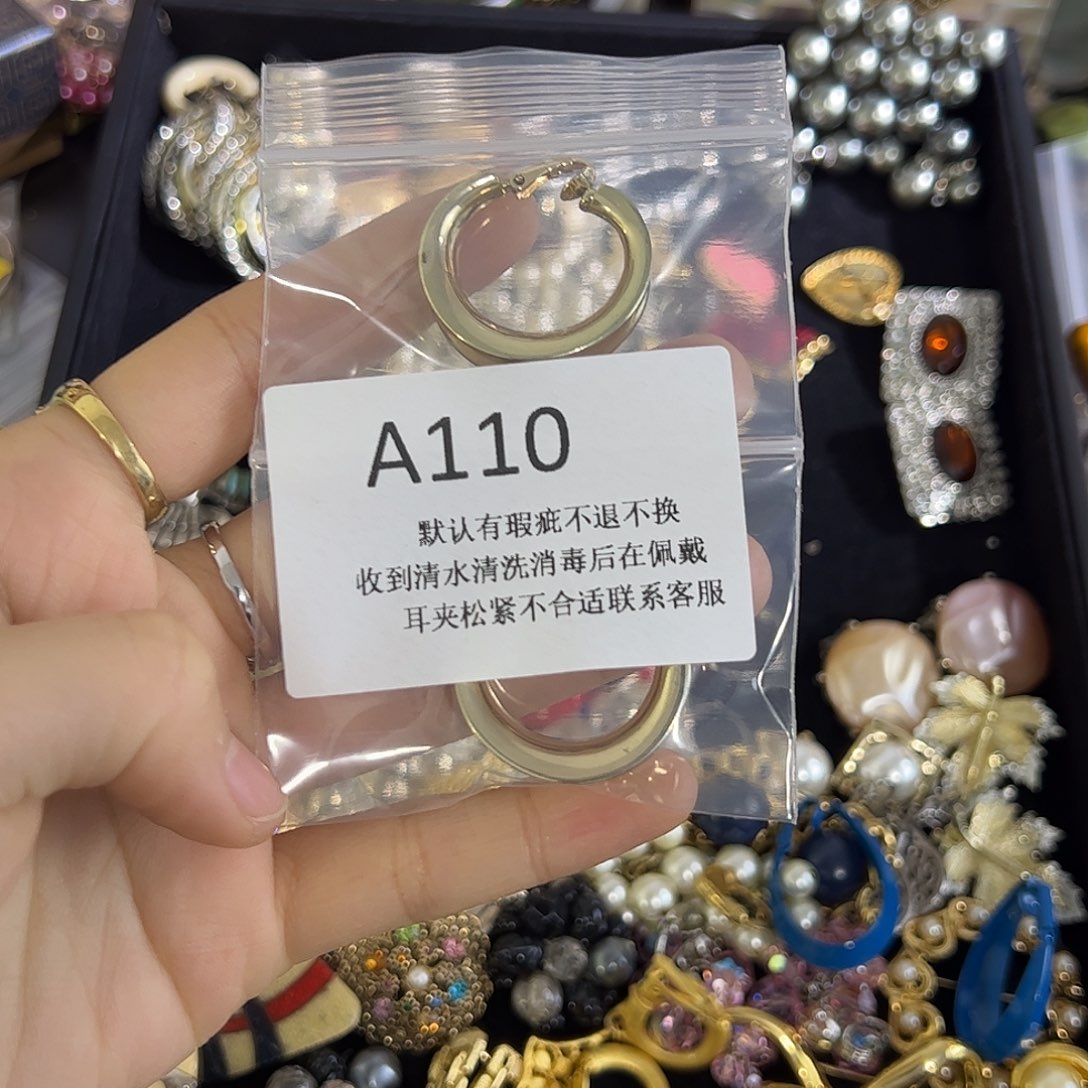 A110
默认有瑕疵不退不换
收到清水清洗消毒后在佩戴
耳夹松紧不合适联系客服